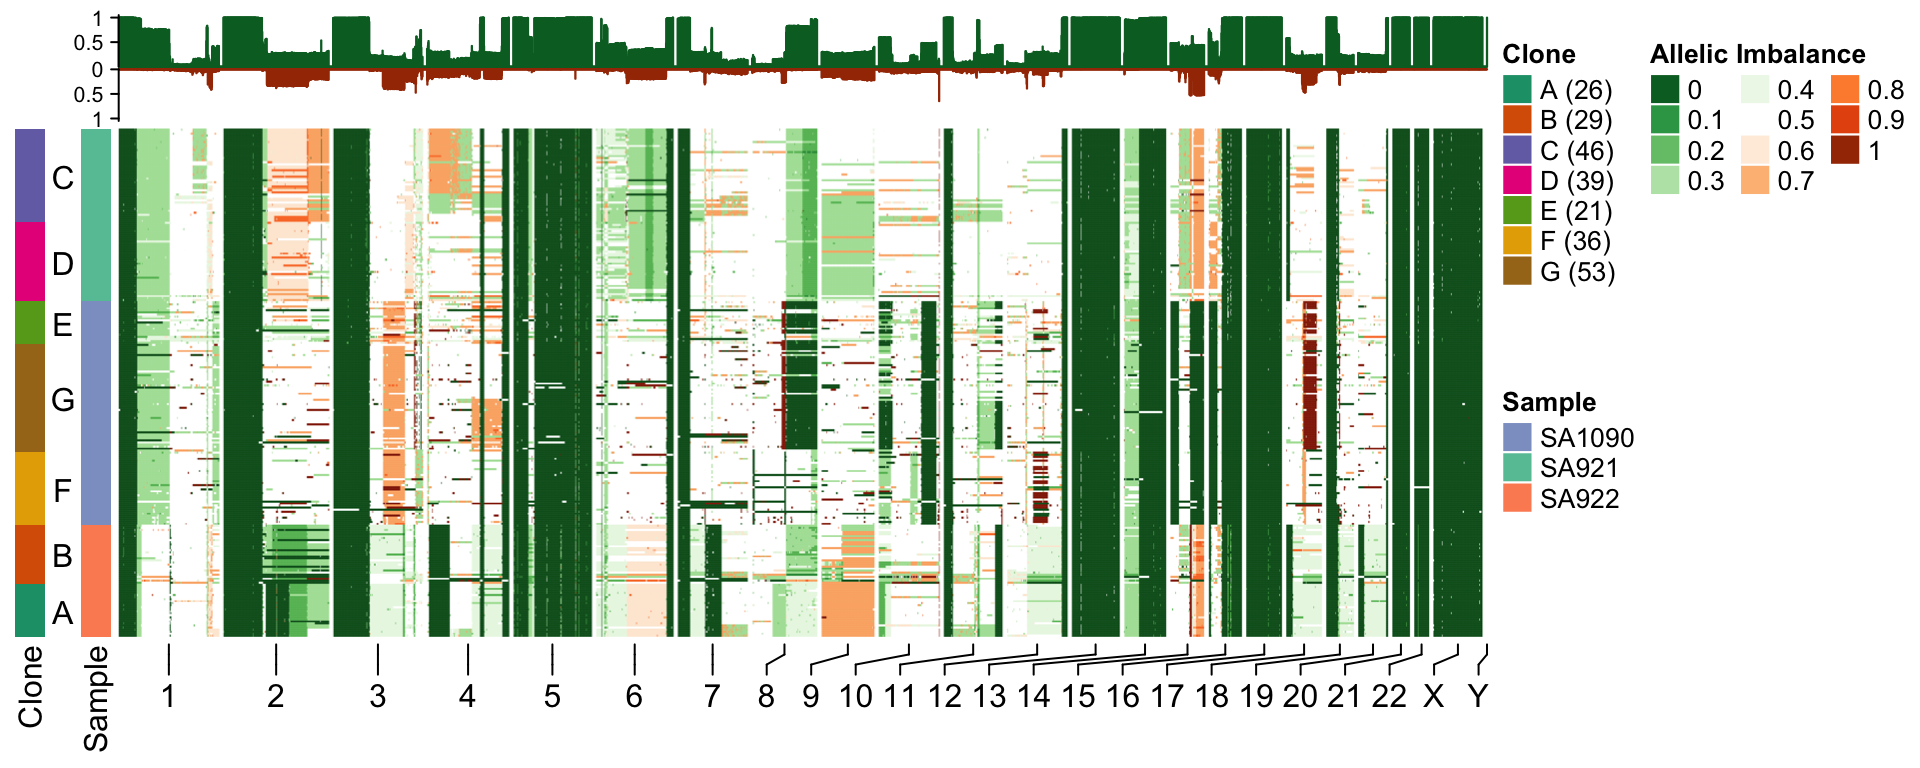 1
0.5
0
0.5
1
C
D
E
G
F
B
A
Clone
Sample
1 2 3 4 5 6 7 8 9 10 11 12 13 14 15 16 17 18 19 20 21 22 X Y
Clone
A (26)
B (29)
C (46)
D (39)
E (21)
F (36)
G (53)
Allelic Imbalance
0
0.1
0.2
0.3
0.4
0.5
0.6
0.7
0.8
0.9
1
Sample
SA1090
SA921
SA922